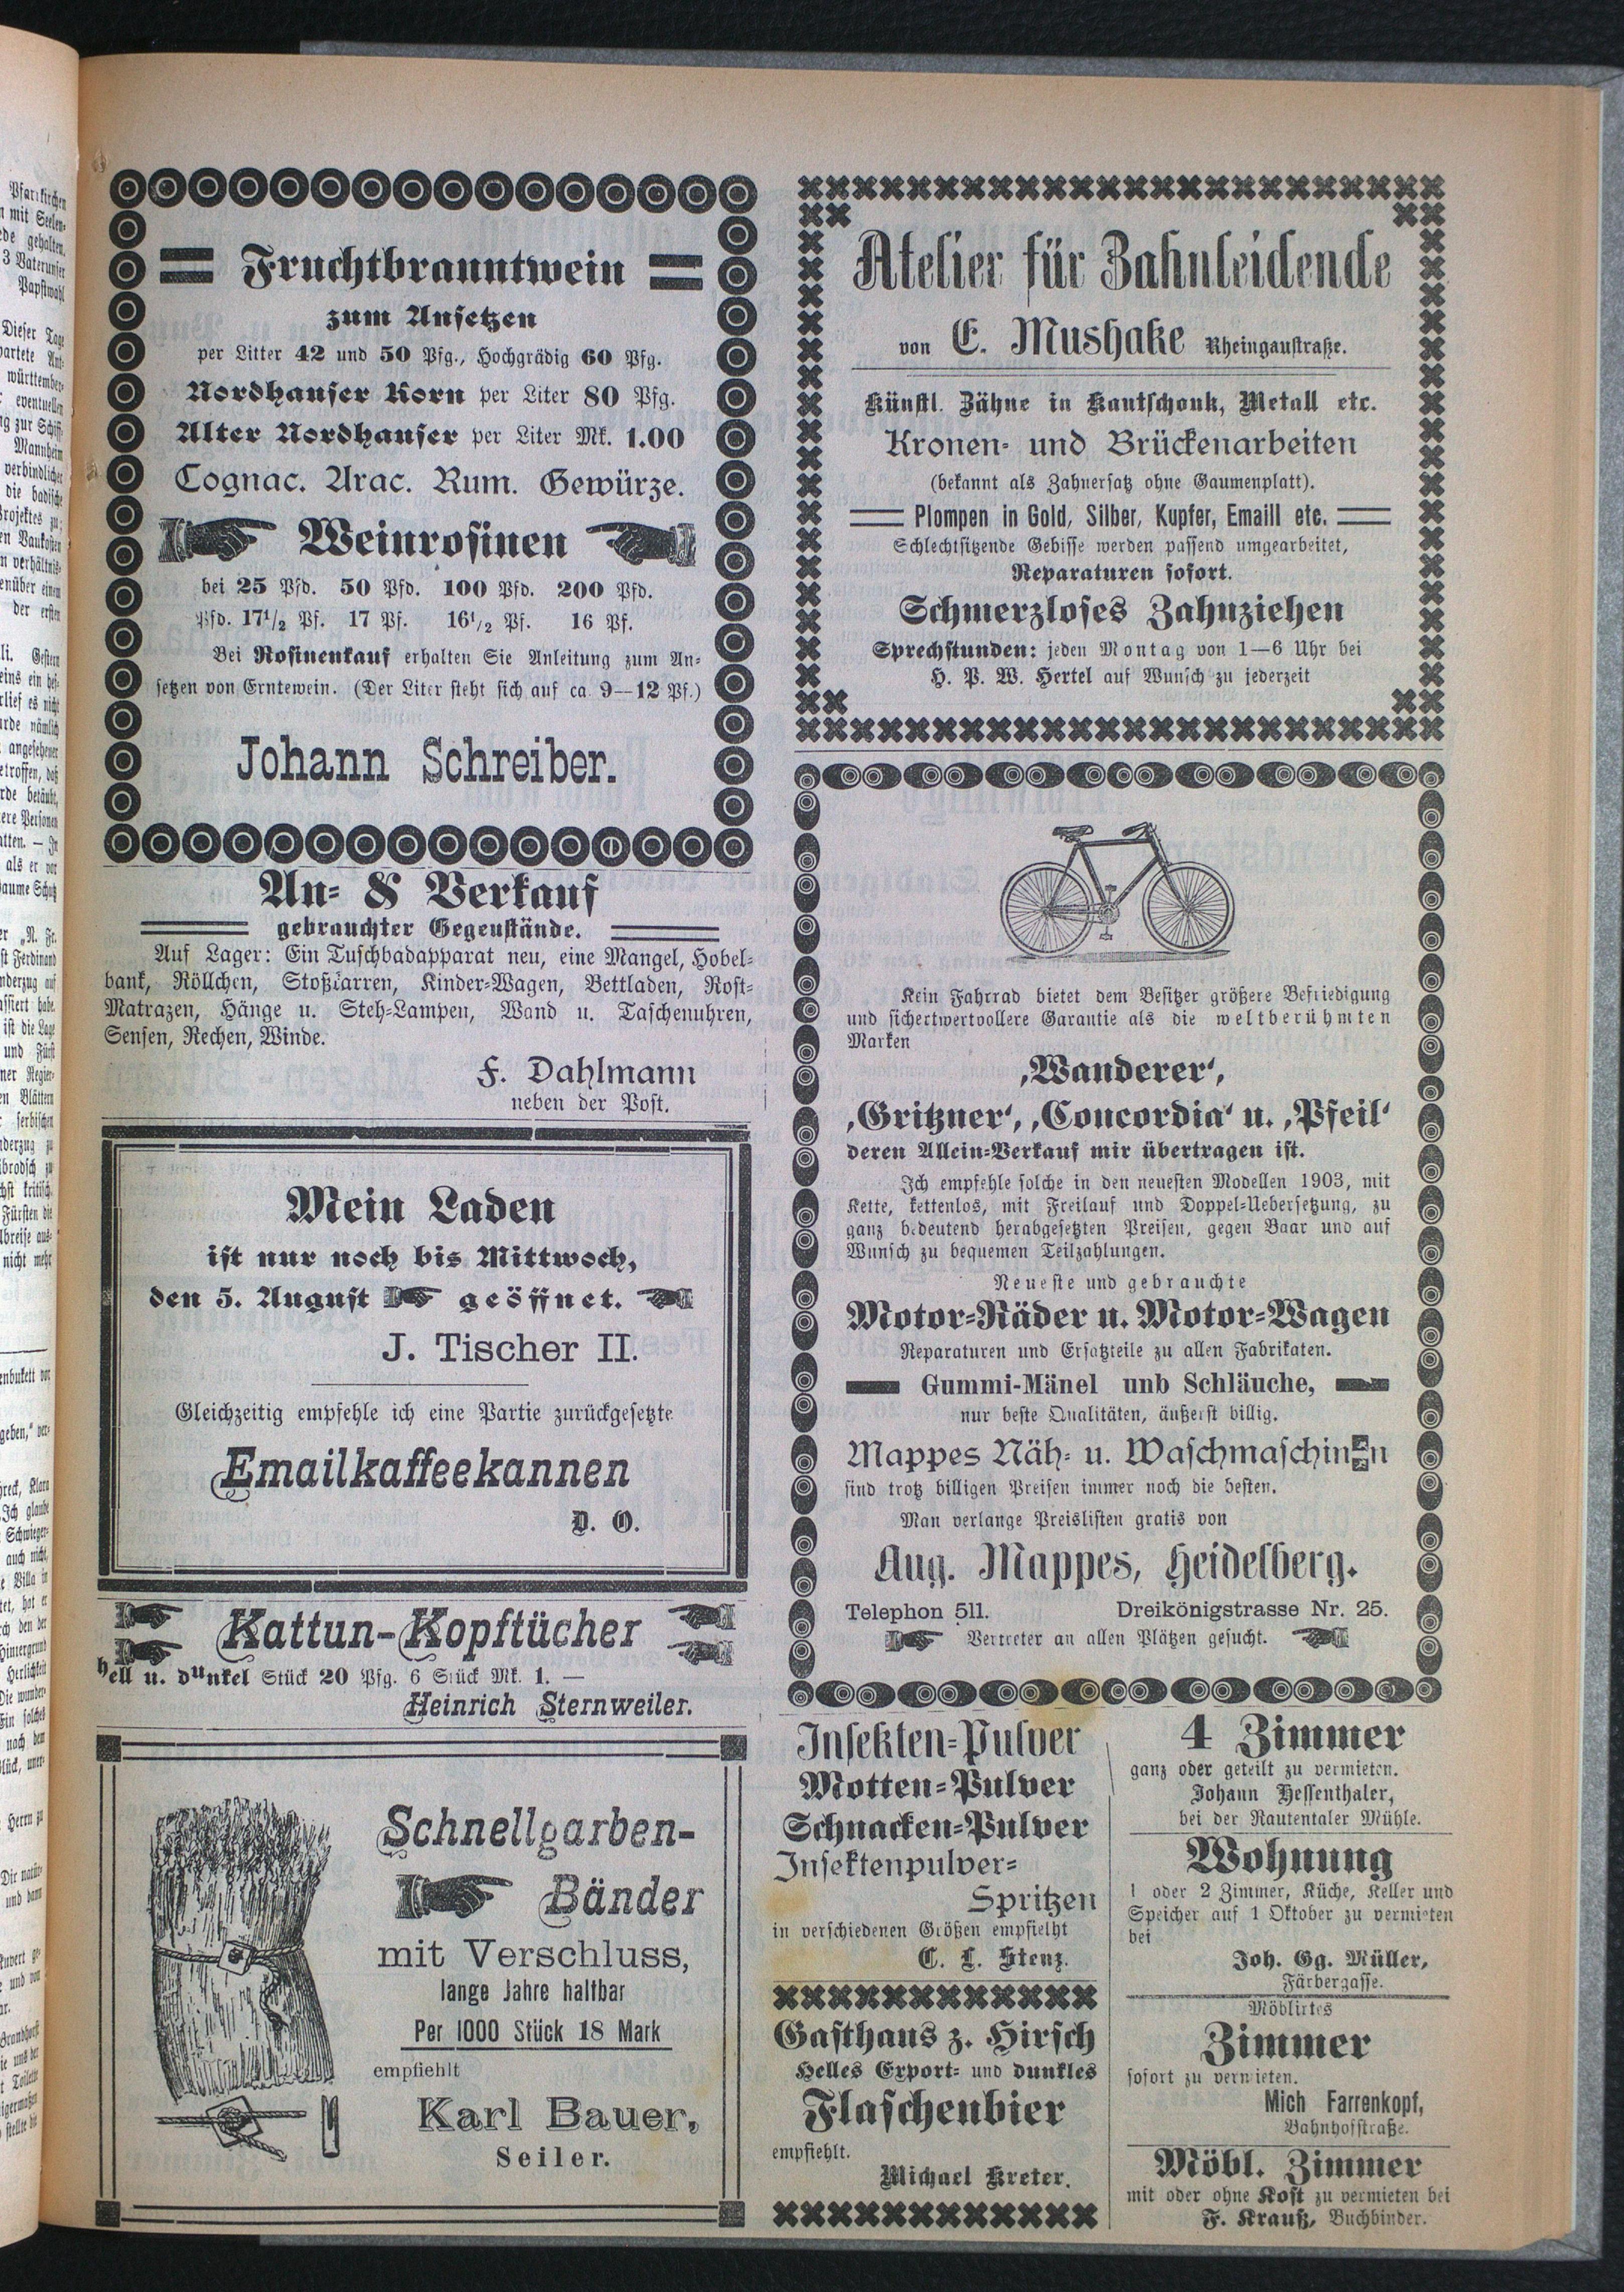 Fruchtbranntwein
zum Ansetzen
per Litter 42 und 50 Pfg., Hochgrädig 60 Pfg.
Nordhauser Korn per Liter 80 Pfg.
Alter Nordhauser per Liter Mk. 1.00
Cognac. Arac. Rum. Gewürze.
Weinrosinen
bei 25 Pfd. 50 Pfd. 100 Pfd. 200 Pfd.
Pfd. 17 1/2 Pf. 17 Pf. 16 1/2 Pf. 16 Pf.
Bei Rosinenkauf erhalten Sie Anleitung zum An-
setzen von Erntewein. (Der Liter steht sich auf ca. 9—12 Pf.)
Johann Schreiber.
An- & Verkauf
gebrauchter Gegenstände.
Auf Lager: Ein Tuschbadapparat neu, eine Mangel, Hobel-
bank, Röllchen, Stoßkarren, Kinder-Wagen, Bettladen, Rost-
Matrazen, Hänge u. Steh-Lampen, Wand u. Taschenuhren,
Sensen, Rechen, Winde.
F. Dahlmann
neben der Post.
Mein Laden
ist nur noch bis Mittwoch,
den 5. August geöffnet.
J. Tischer II.
Gleichzeitig empfehle ich eine Partie zurückgesetzte
Emailkaffeekannen
D. O.
Kattun-Kopftücher
hell u. dunkel Stück 20 Pfg. 6 Stück Mk. 1. —
Heinrich Sternweiler.
Schnellgarben-
Bänder
mit Verschluss,
lange Jahre haltbar
Per 1000 Stück 18 Mark
empfiehlt
Karl Bauer,
Seiler.
Atelier für Zahnleidende
von E. Mushake Rheingaustraße.
Künstl. Zähne in Kautschouk, Metall etc.
Kronen- und Brückenarbeiten
(bekannt als Zahnersatz ohne Gaumenplatt).
Plompen in Gold, Silber, Kupfer, Emaill etc.
Schlechtsitzende Gebisse werden passend umgearbeitet,
Reparaturen sofort.
Schmerzloses Zahnziehen
Sprechstunden: jeden Montag von 1—6 Uhr bei
H. P. W. Hertel auf Wunsch zu jederzeit
Kein Fahrrad bietet dem Besitzer größere Befriedigung
und sichertwertvollere Garantie als die weltberühmten
Marken
‚Wanderer‘,
‚Gritzner‘, ‚Concordia‘ u. ‚Pfeil‘
deren Allein-Verkauf mir übertragen ist.
Ich empfehle solche in den neuesten Modellen 1903, mit
Kette, kettenlos, mit Freilauf und Doppel-Uebersetzung, zu
ganz bedeutend herabgesetzten Preisen, gegen Baar und auf
Wunsch zu bequemen Teilzahlungen.
Neueste und gebrauchte
Motor-Räder u. Motor-Wagen
Reparaturen und Ersatzteile zu allen Fabrikaten.
Gummi-Mänel unb Schläuche,
nur beste Qualitäten, äußerst billig.
Mappes Näh- u. Waschmaschinen
sind trotz billigen Preisen immer noch die besten.
Man verlange Preislisten gratis von
Aug. Mappes, Heidelberg.
Telephon 511. Dreikönigstrasse Nr. 25.
Vertreter an allen Plätzen gesucht.
Insekten-Pulver
Motten-Pulver
Schnacken-Pulver
Insektenpulver-
Spritzen
in verschiedenen Größen empfielht
C. L. Stenz.
Gasthaus z. Hirsch
Helles Export- und dunkles
Flaschenbier
empfiehlt.
Michael Kreter.
4 Zimmer
ganz oder geteilt zu vermieten.
Johann Hessenthaler,
bei der Rautentaler Mühle.
Wohnung
1 oder 2 Zimmer, Küche, Keller und
Speicher auf 1 Oktober zu vermieten
bei
Joh. Gg. Müller,
Färbergasse.
Möblirtes
Zimmer
sofort zu vermieten.
Mich Farrenkopf,
Bahnhofstraße.
Möbl. Zimmer
mit oder ohne Kost zu vermieten bei
F. Krauß, Buchbinder.